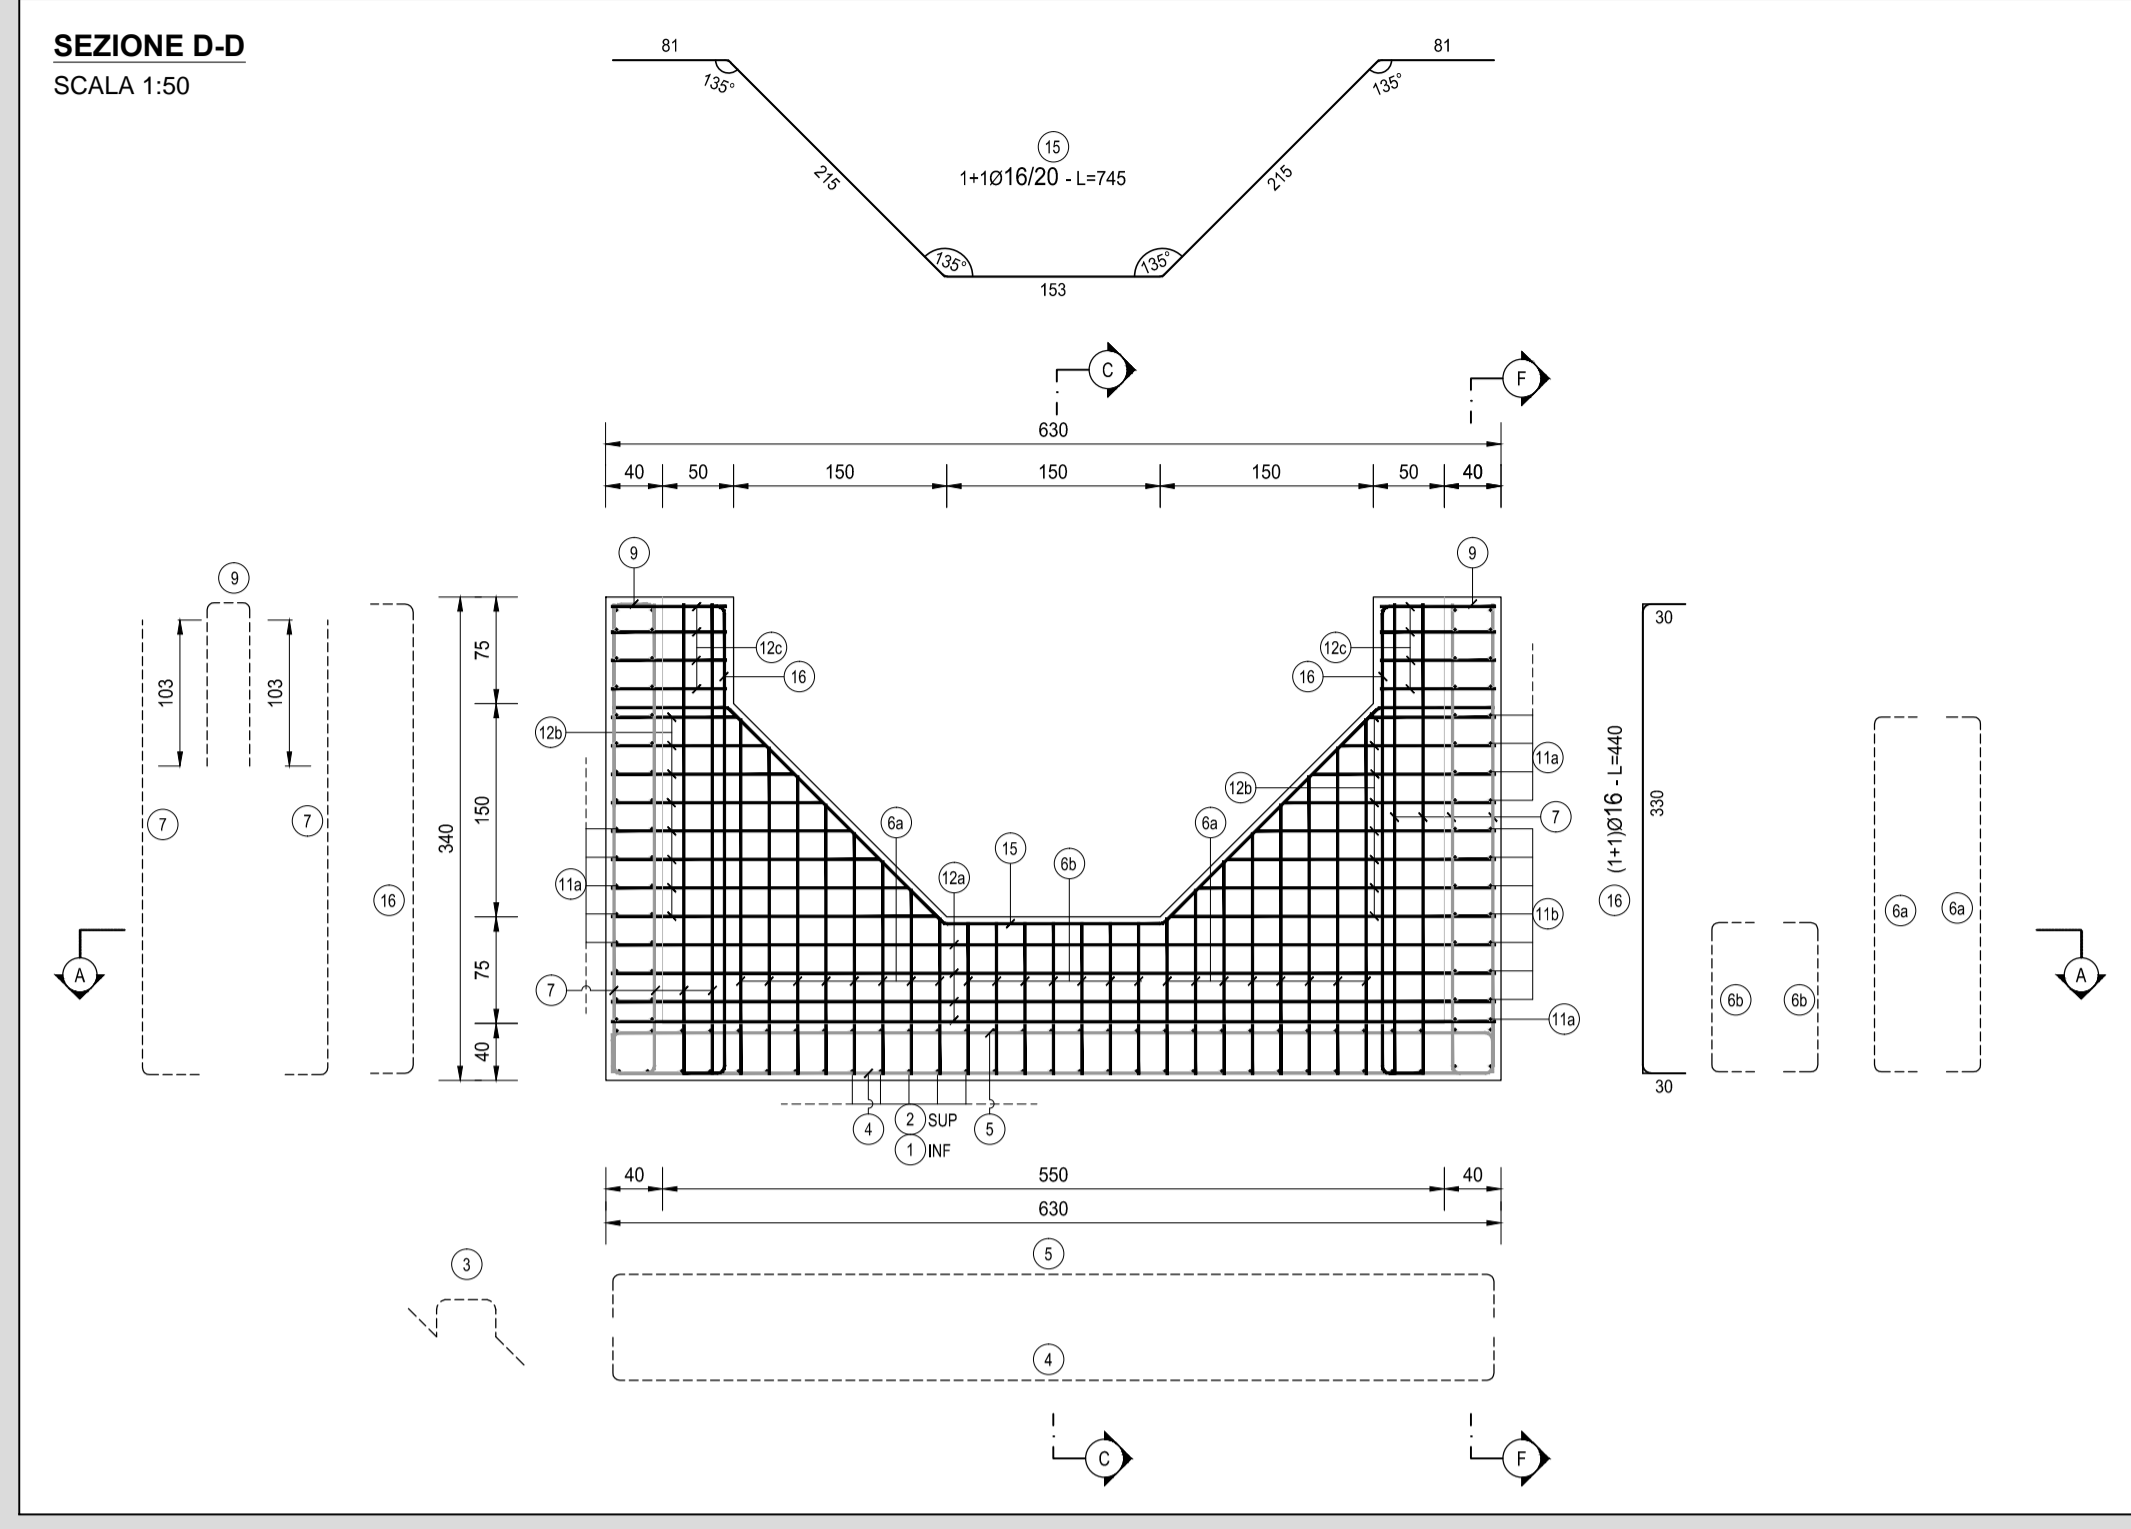 SEZIONE D-D
SCALA 1:50
81
81
135°
135°
215
215
15
1+1Ø16/20 - L=745
135°
135°
153
C
F
630
40
50
150
150
150
50
40
9
9
9
103
103
7
7
16
340
75
150
75
40
12c
16
12c
16
12b
12b
11a
11a
11b
11a
7
7
6a
12a
15
6b
6a
16 (1+1)Ø16 - L=440
30
330
30
6b
6b
6a
6a
A
A
4
2 SUP
1 INF
5
40
550
40
630
3
5
4
C
F